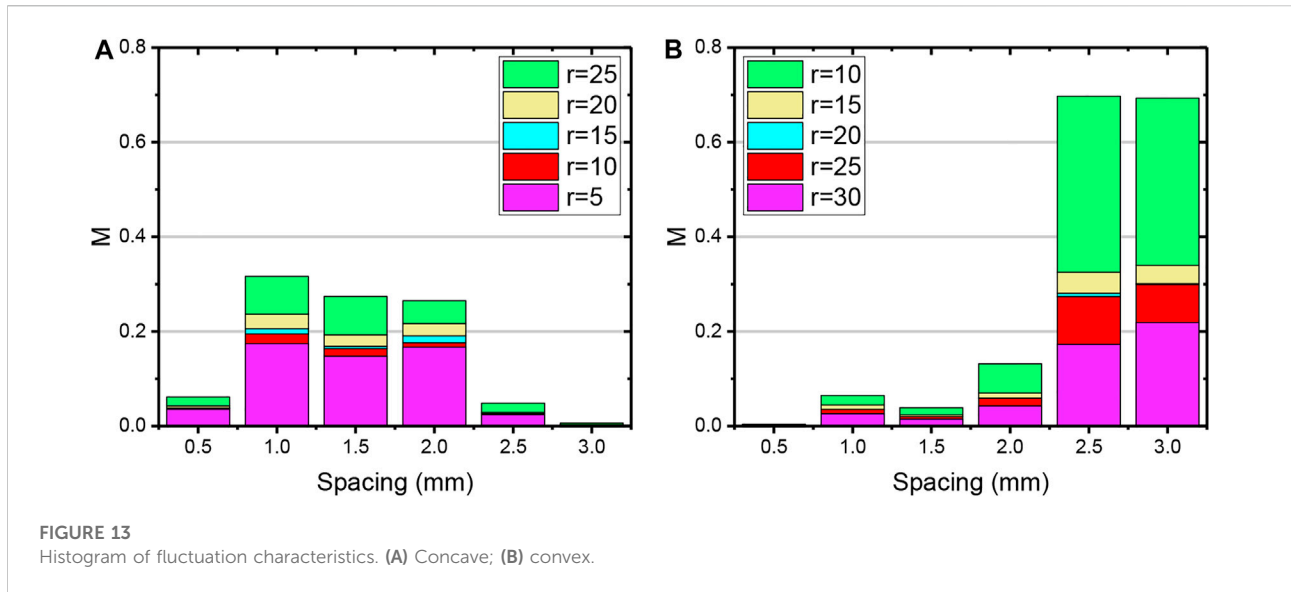 A
0.8
0.6
0.4
0.2
0.0
M
r=25
r=20
r=15
r=10
r=5
0.5 1.0 1.5 2.0 2.5 3.0
Spacing (mm)
B
0.8
0.6
0.4
0.2
0.0
M
r=10
r=15
r=20
r=25
r=30
0.5 1.0 1.5 2.0 2.5 3.0
Spacing (mm)
FIGURE 13
Histogram of fluctuation characteristics. (A) Concave; (B) convex.